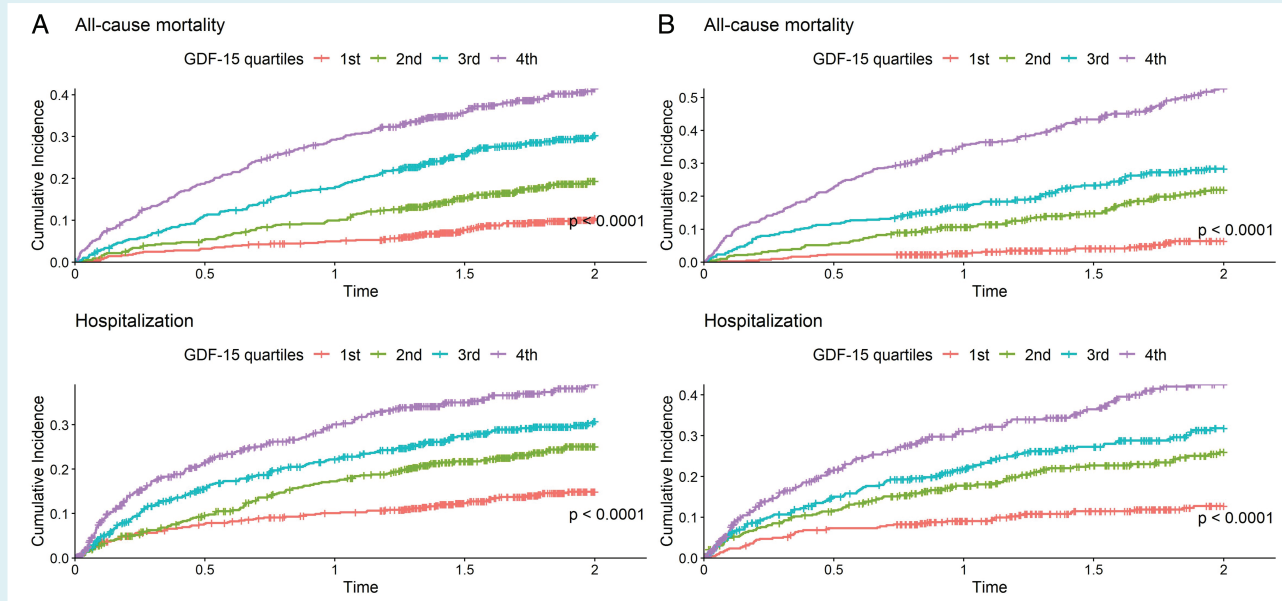 A All-cause mortality
GDF-15 quartiles 1st 2nd 3rd 4th
Cumulative Incidence
0.4
0.3
0.2
0.1
0.0
p < 0.0001
0 0.5 1 1.5 2
Time
Hospitalization
GDF-15 quartiles 1st 2nd 3rd 4th
Cumulative Incidence
0.3
0.2
0.1
0.0
p < 0.0001
0 0.5 1 1.5 2
Time
B All-cause mortality
GDF-15 quartiles 1st 2nd 3rd 4th
Cumulative Incidence
0.5
0.4
0.3
0.2
0.1
0.0
p < 0.0001
0 0.5 1 1.5 2
Time
Hospitalization
GDF-15 quartiles 1st 2nd 3rd 4th
Cumulative Incidence
0.4
0.3
0.2
0.1
0.0
p < 0.0001
0 0.5 1 1.5 2
Time